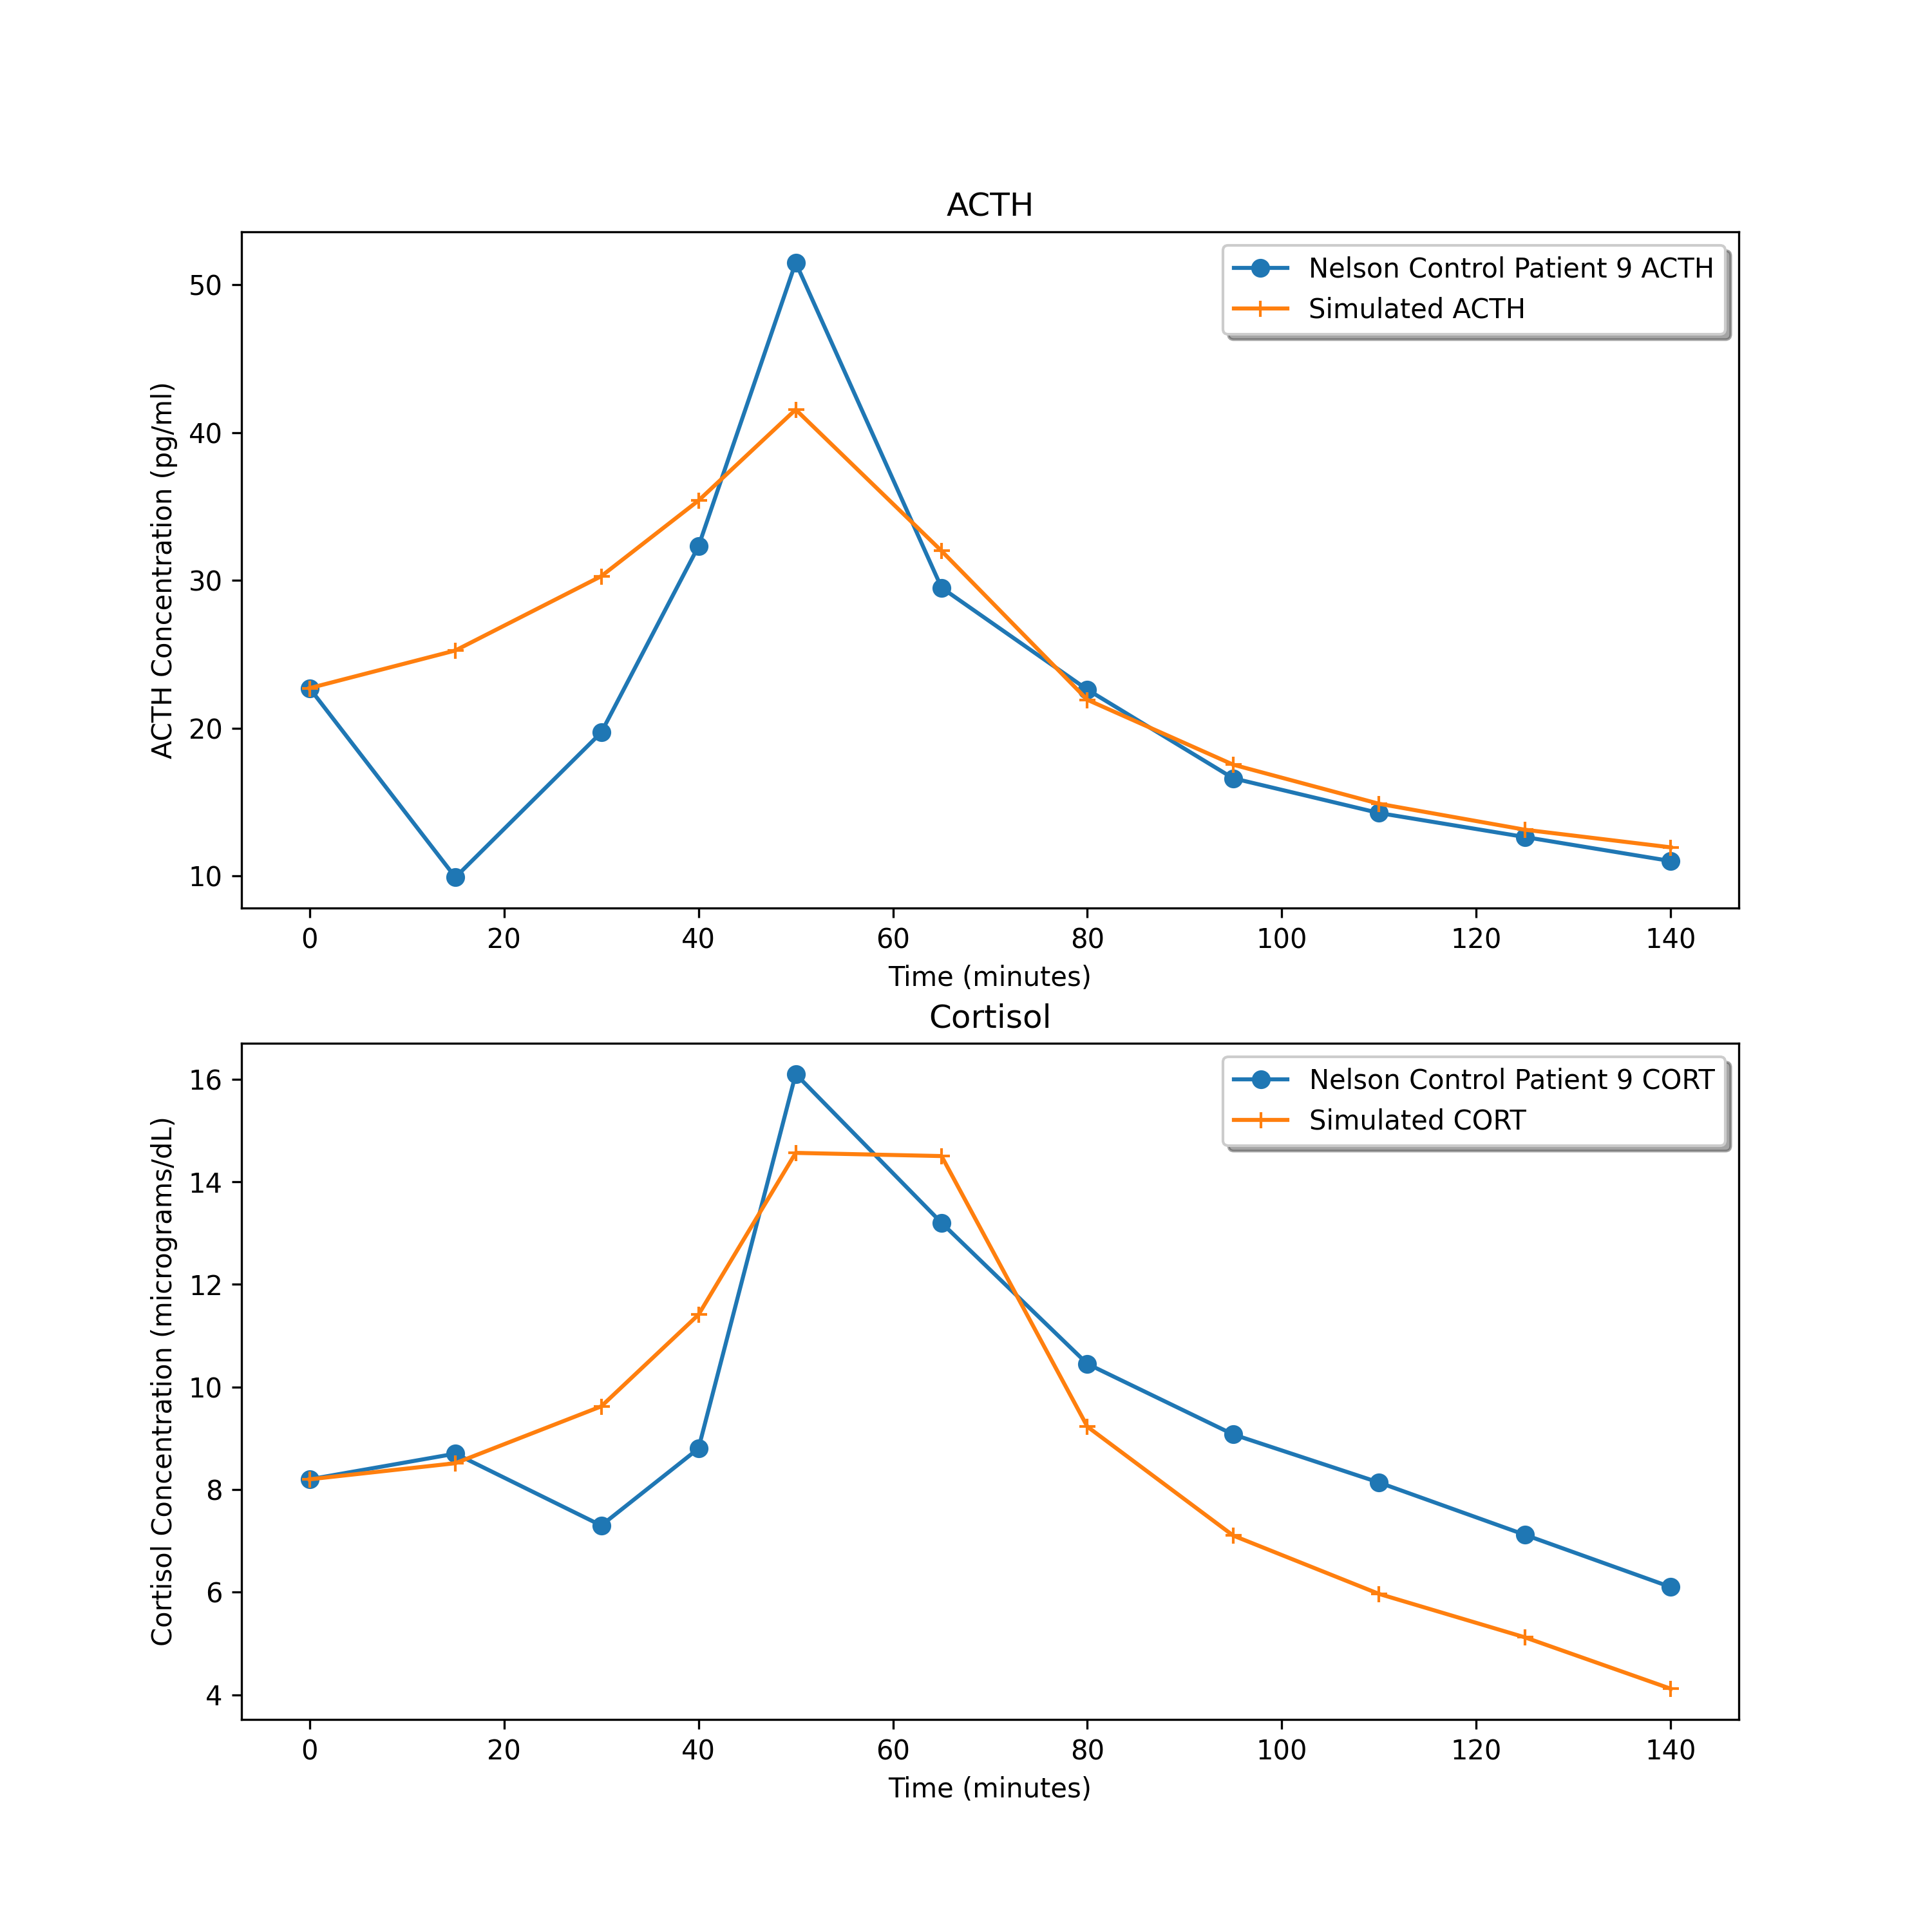 ACTH
Nelson Control Patient 9 ACTH
Simulated ACTH
ACTH Concentration (pg/ml)
50
40
30
20
10
0 20 40 60 80 100 120 140
Time (minutes)
Cortisol
Nelson Control Patient 9 CORT
Simulated CORT
Cortisol Concentration (micrograms/dL)
16
14
12
10
8
6
4
0 20 40 60 80 100 120 140
Time (minutes)